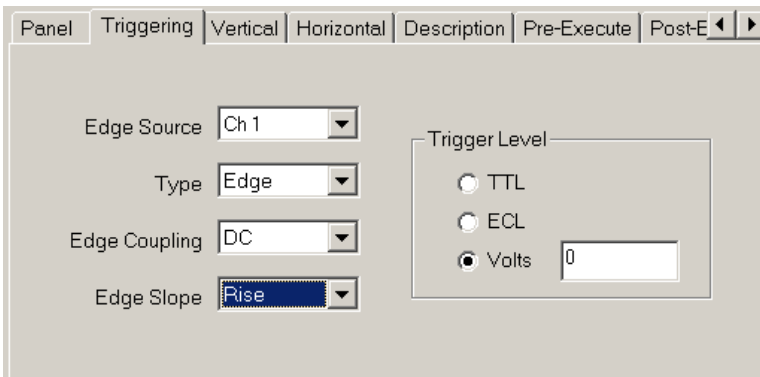 Panel Triggering Vertical Horizontal Description Pre-Execute Post-E
Edge Source Ch 1
Type Edge
Edge Coupling DC
Edge Slope Rise
Trigger Level
TTL
ECL
Volts 0